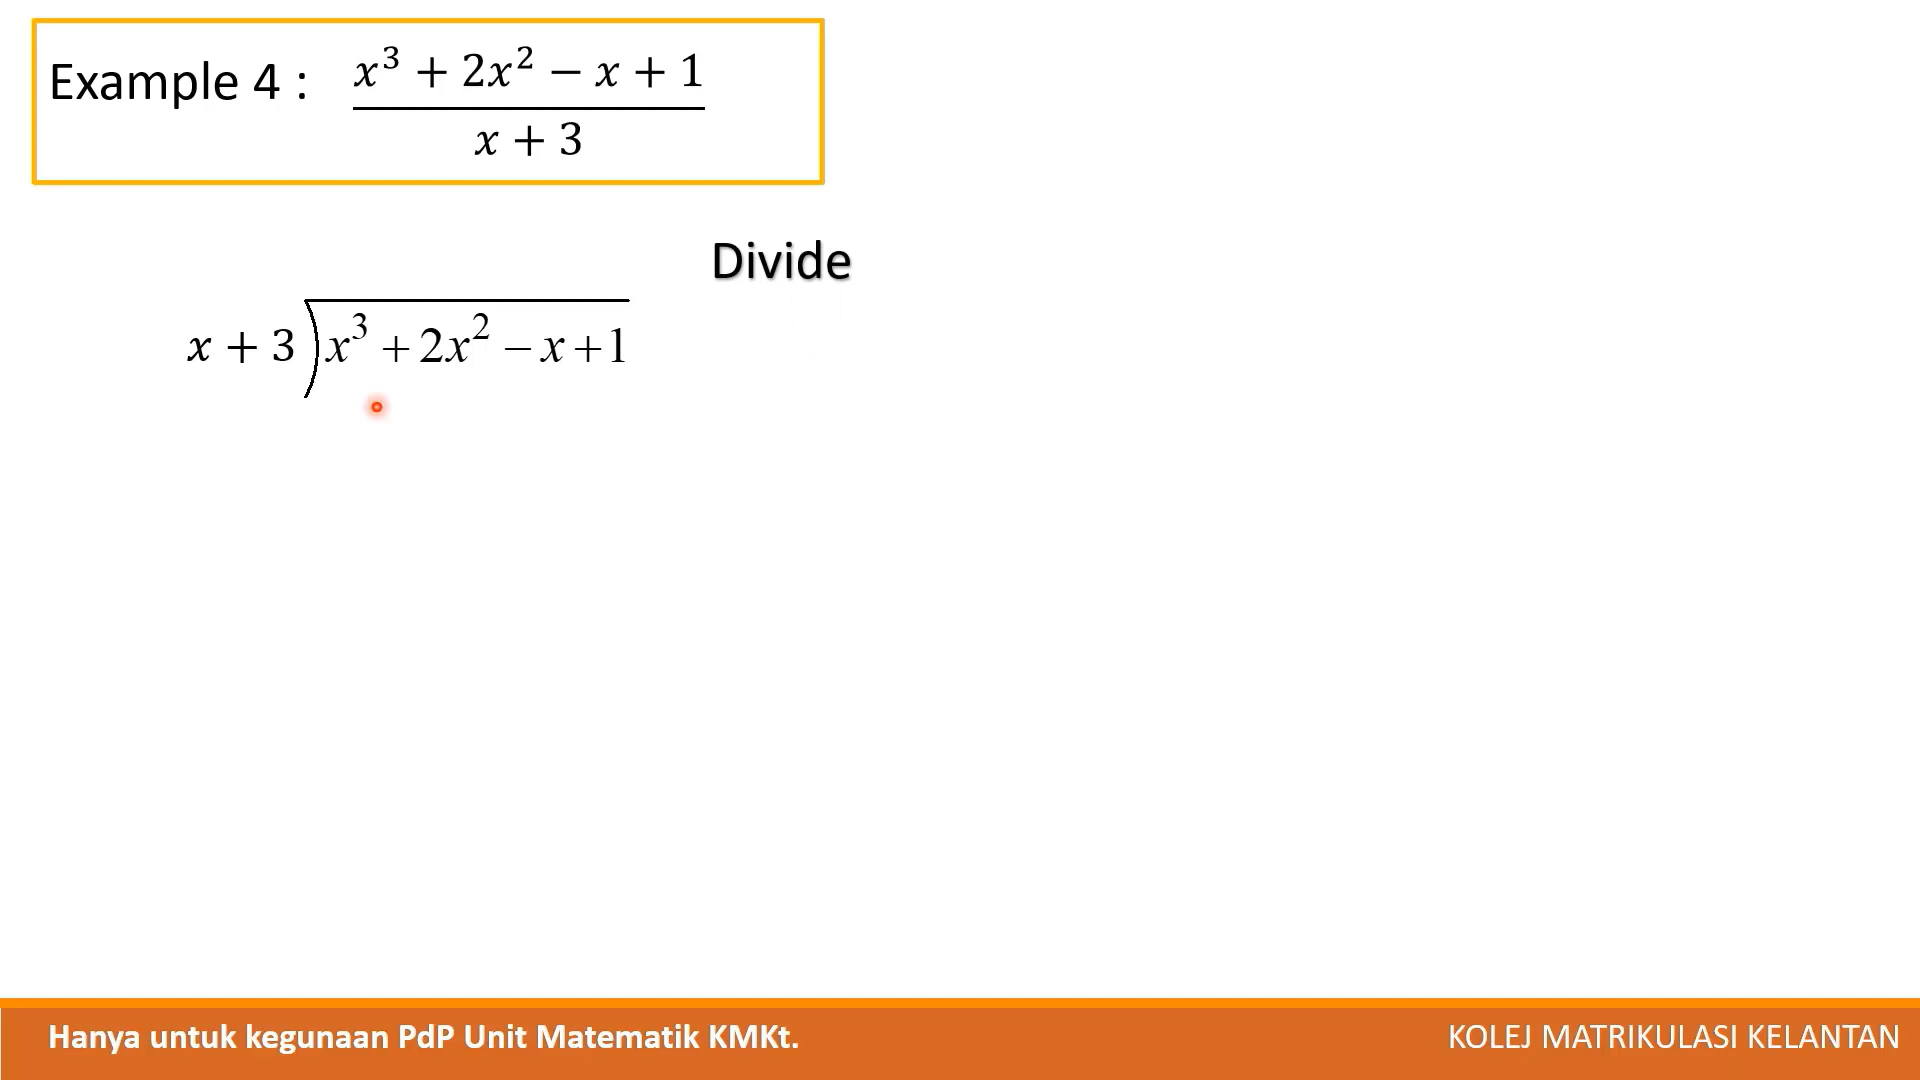 Example 4 : (x³ + 2x² − x + 1)/(x + 3)
Divide
x + 3)x³ + 2x² − x + 1
Hanya untuk kegunaan PdP Unit Matematik KMKt.
KOLEJ MATRIKULASI KELANTAN